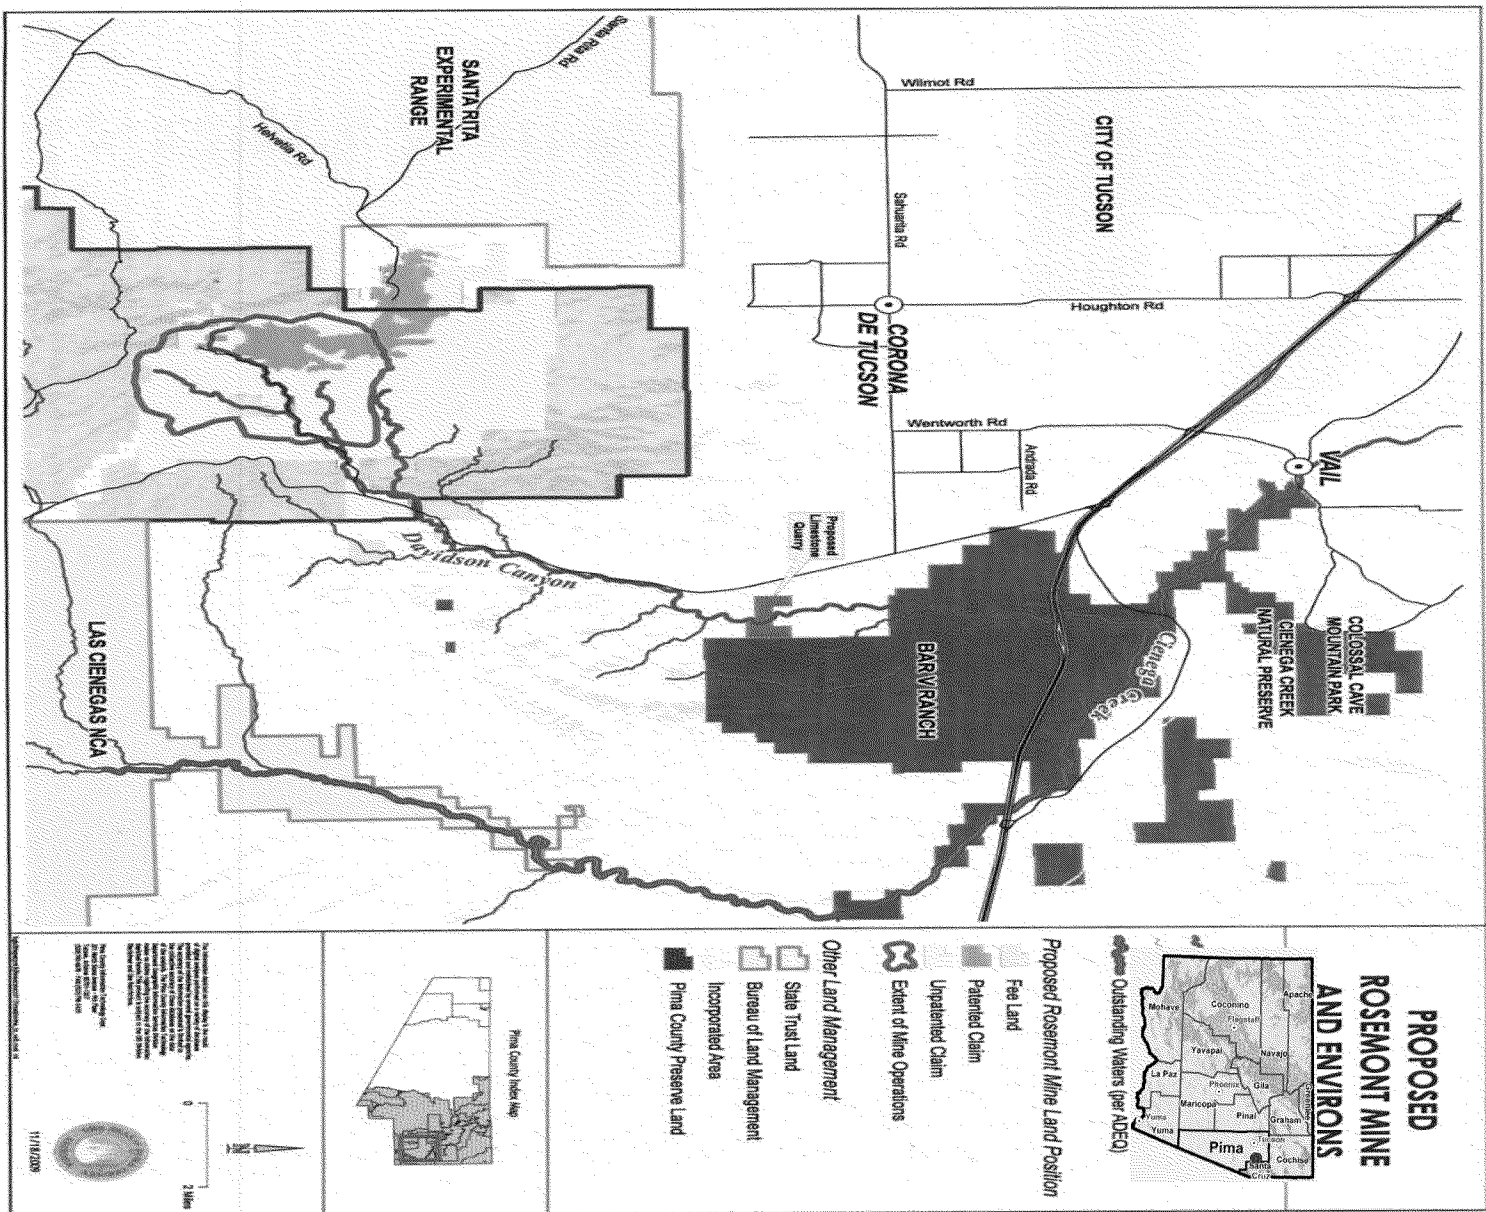 PROPOSED
ROSEMONT MINE
AND ENVIRONS
Apache
Coconino
Mohave
Flagstaff
Navajo
Yavapai
La Paz
Gila
Phoenix
Maricopa
Pinal
Graham
Yuma
Yuma
Tucson
Pima
Cochise
Santa
Cruz
Outstanding Waters (per ADEQ)
Proposed Rosemont Mine Land Position
Fee Land
Patented Claim
Unpatented Claim
Extent of Mine Operations
Other Land Management
State Trust Land
Bureau of Land Management
Incorporated Area
Pima County Preserve Land
Pima County Index Map
0
2 Miles
11/18/2009
CITY OF TUCSON
Wilmot Rd
Sahuarita Rd
Houghton Rd
CORONA
DE TUCSON
Wentworth Rd
Andrada Rd
VAIL
COLOSSAL CAVE
MOUNTAIN PARK
CIENEGA CREEK
NATURAL PRESERVE
Cienega Creek
BAR V RANCH
Proposed
Limestone
Quarry
Davidson Canyon
LAS CIENEGAS NCA
SANTA RITA
EXPERIMENTAL
RANGE
Santa Rita Rd
Helvetia Rd